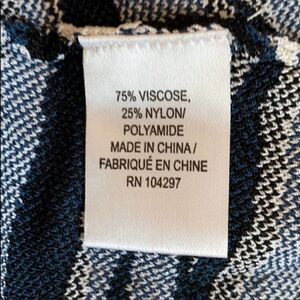 75% VISCOSE,
25% NYLON/
POLYAMIDE
MADE IN CHINA/
FABRIQUÉ EN CHINE
RN 104297